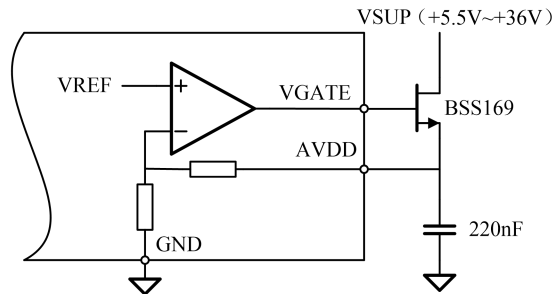 VSUP（+5.5V~+36V）
VREF
+
VGATE
BSS169
−
AVDD
220nF
GND